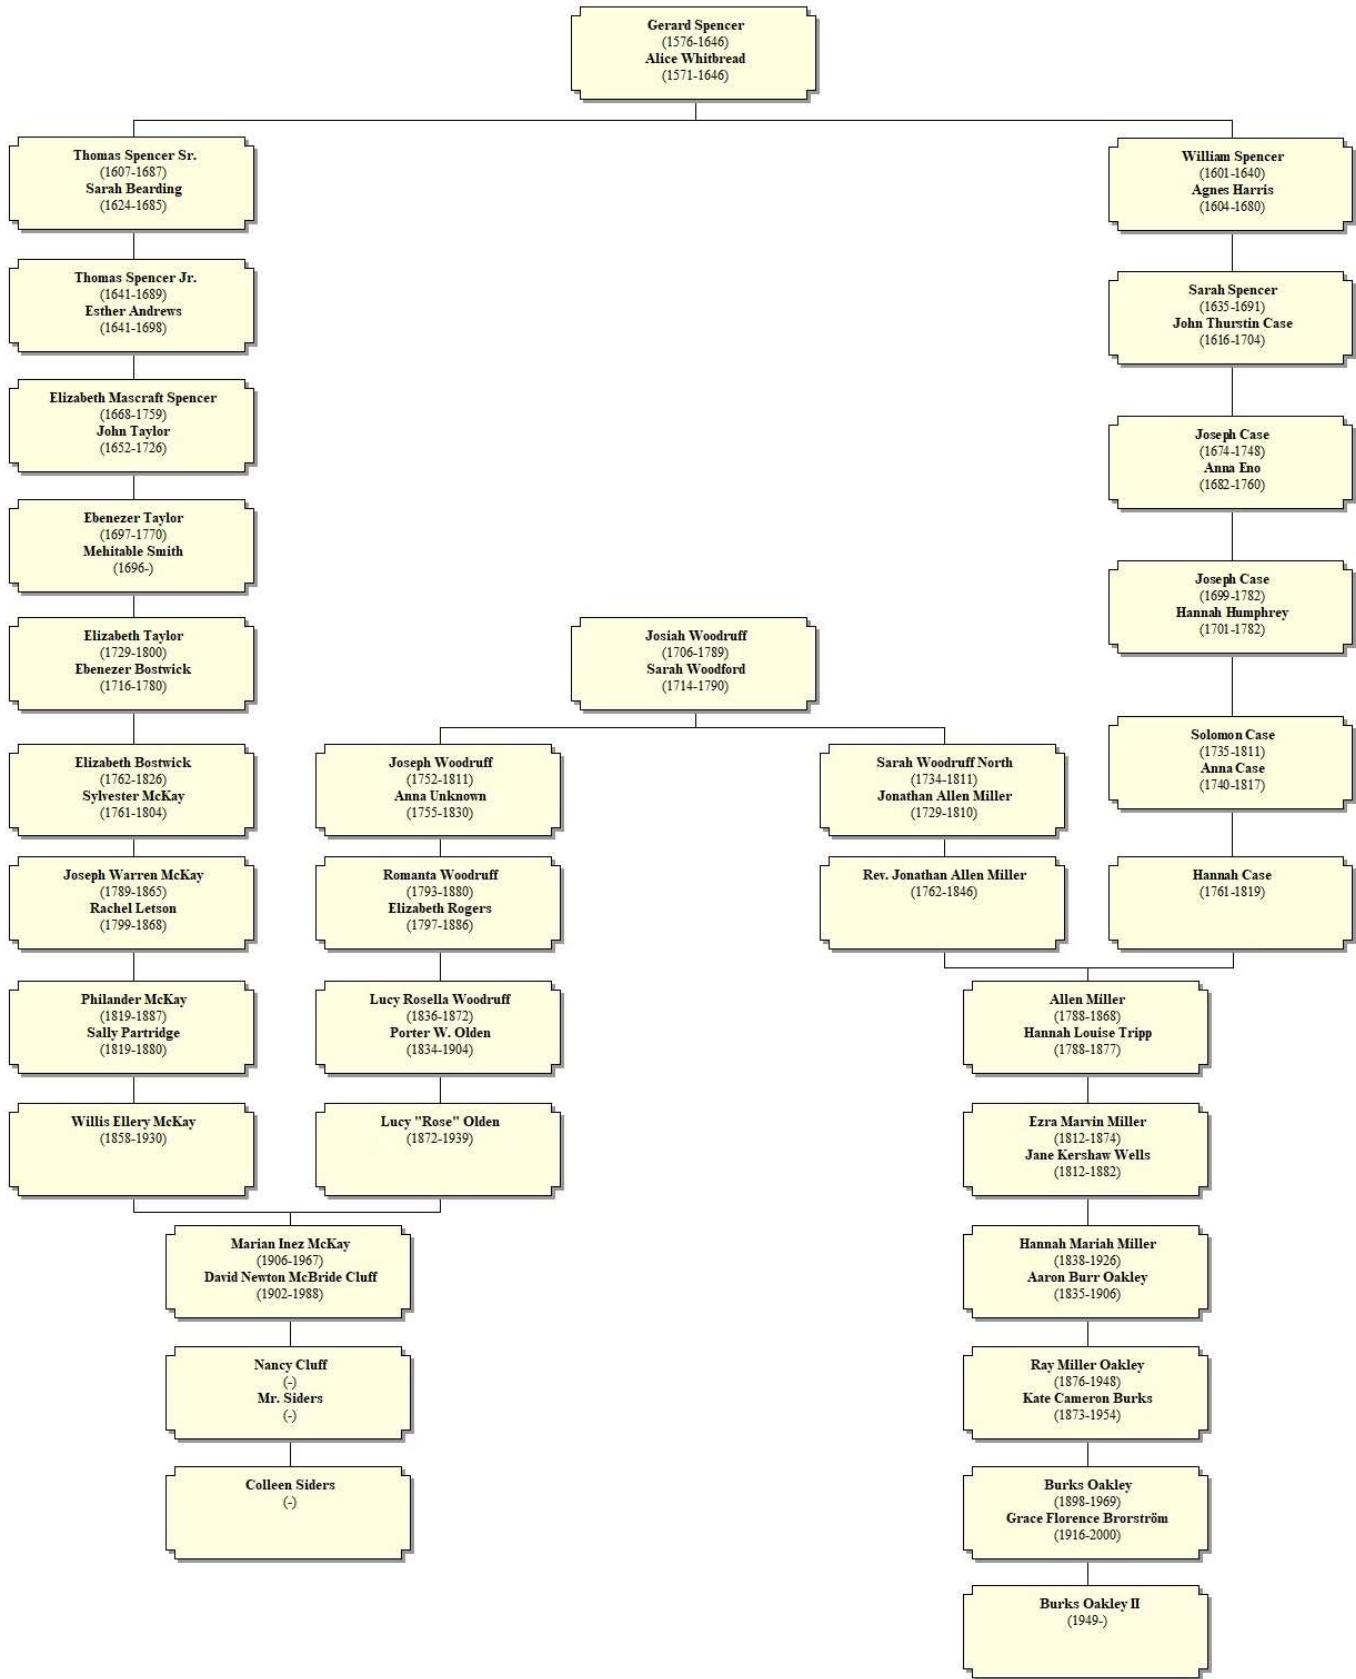 Gerard Spencer
(1576-1646)
Alice Whitbread
(1571-1646)
Thomas Spencer Sr.
(1607-1687)
Sarah Bearding
(1624-1685)
William Spencer
(1601-1640)
Agnes Harris
(1604-1680)
Thomas Spencer Jr.
(1641-1689)
Esther Andrews
(1641-1698)
Sarah Spencer
(1635-1691)
John Thurstin Case
(1616-1704)
Elizabeth Mascraft Spencer
(1668-1759)
John Taylor
(1652-1726)
Joseph Case
(1674-1748)
Anna Eno
(1682-1760)
Ebenezer Taylor
(1697-1770)
Mehitable Smith
(1696-)
Joseph Case
(1699-1782)
Hannah Humphrey
(1701-1782)
Elizabeth Taylor
(1729-1800)
Ebenezer Bostwick
(1716-1780)
Josiah Woodruff
(1706-1789)
Sarah Woodford
(1714-1790)
Solomon Case
(1735-1811)
Anna Case
(1740-1817)
Elizabeth Bostwick
(1762-1826)
Sylvester McKay
(1761-1804)
Joseph Woodruff
(1752-1811)
Anna Unknown
(1755-1830)
Sarah Woodruff North
(1734-1811)
Jonathan Allen Miller
(1729-1810)
Joseph Warren McKay
(1789-1865)
Rachel Letson
(1799-1868)
Romanta Woodruff
(1793-1880)
Elizabeth Rogers
(1797-1886)
Rev. Jonathan Allen Miller
(1762-1846)
Hannah Case
(1761-1819)
Philander McKay
(1819-1887)
Sally Partridge
(1819-1880)
Lucy Rosella Woodruff
(1836-1872)
Porter W. Olden
(1834-1904)
Allen Miller
(1788-1868)
Hannah Louise Tripp
(1788-1877)
Willis Ellery McKay
(1858-1930)
Lucy "Rose" Olden
(1872-1939)
Ezra Marvin Miller
(1812-1874)
Jane Kershaw Wells
(1812-1882)
Marian Inez McKay
(1906-1967)
David Newton McBride Cluff
(1902-1988)
Hannah Mariah Miller
(1838-1926)
Aaron Burr Oakley
(1835-1906)
Nancy Cluff
(-)
Mr. Siders
(-)
Ray Miller Oakley
(1876-1948)
Kate Cameron Burks
(1873-1954)
Colleen Siders
(-)
Burks Oakley
(1898-1969)
Grace Florence Brorström
(1916-2000)
Burks Oakley II
(1949-)